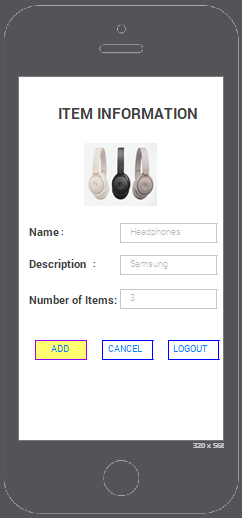 ITEM INFORMATION
Name : Headphones
Description : Samsung
Number of Items: 3
ADD CANCEL LOGOUT
320 x 568